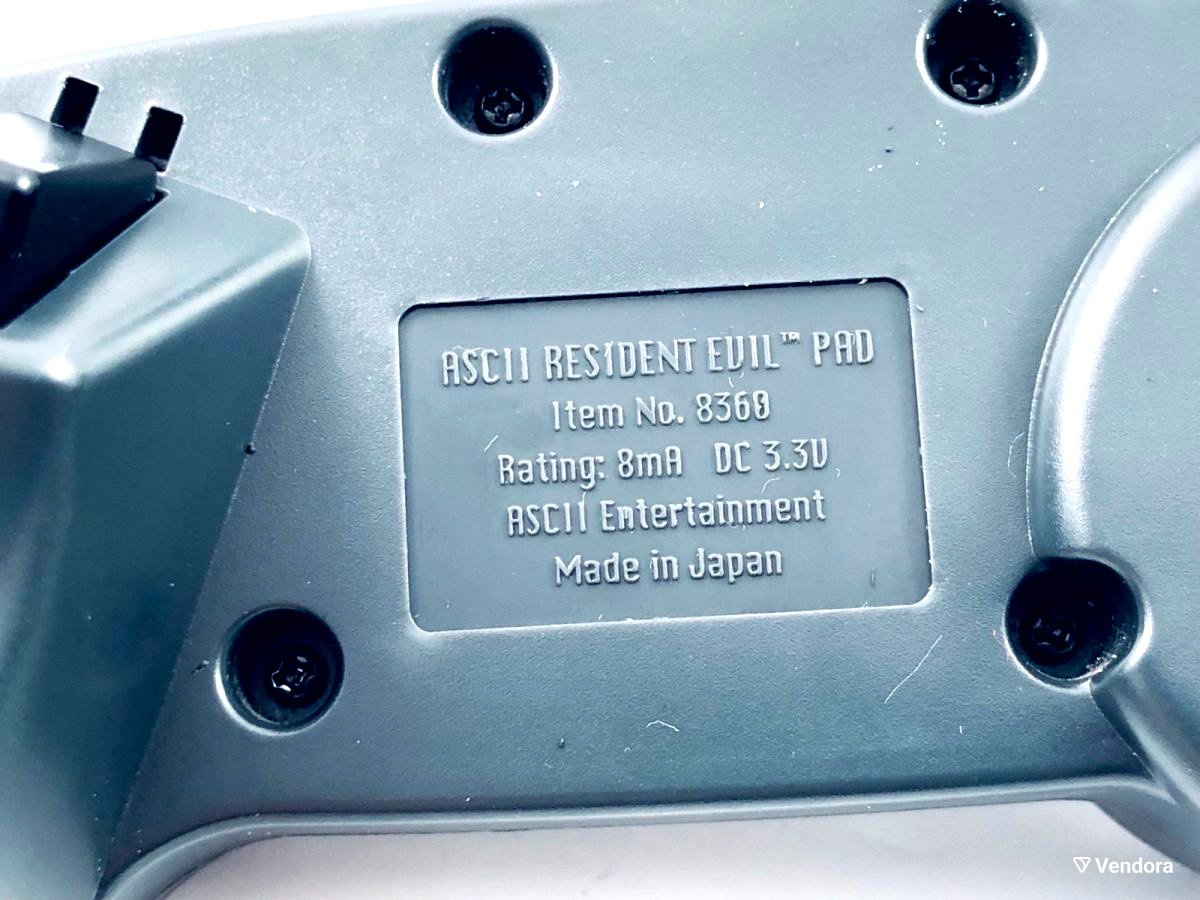 ASCII RESIDENT EVIL™ PAD
Item No. 8360
Rating: 8mA DC 3.3V
ASCII Entertainment
Made in Japan
Vendora